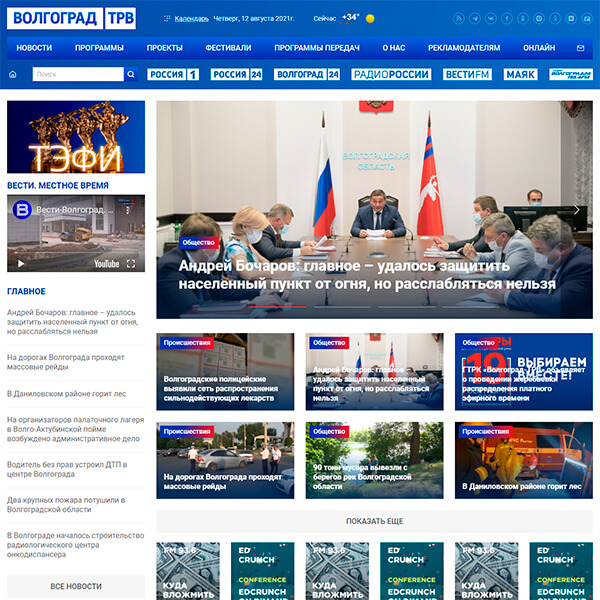 ВОЛГОГРАД ТРВ
Календарь Четверг, 12 августа 2021г. Сейчас +34°
НОВОСТИ ПРОГРАММЫ ПРОЕКТЫ ФЕСТИВАЛИ ПРОГРАММЫ ПЕРЕДАЧ О НАС РЕКЛАМОДАТЕЛЯМ ОНЛАЙН
Поиск РОССИЯ 1 РОССИЯ 24 ВОЛГОГРАД 24 РАДИО РОССИИ ВЕСТИ FM МАЯК
ТЭФИ
ВЕСТИ. МЕСТНОЕ ВРЕМЯ
Вести-Волгоград.
YouTube
ГЛАВНОЕ
Андрей Бочаров: главное – удалось
защитить населенный пункт от огня,
но расслабляться нельзя
На дорогах Волгограда проходят
массовые рейды
В Даниловском районе горит лес
На организаторов палаточного лагеря
в Волго-Ахтубинской пойме
возбуждено административное дело
Водитель без прав устроил ДТП в
центре Волгограда
Два крупных пожара потушили в
Волгоградской области
В Волгограде началось строительство
радиологического центра
онкодиспансера
ВСЕ НОВОСТИ
ВОЛГОГРАДСКАЯ
ОБЛАСТЬ
Общество
Андрей Бочаров: главное – удалось защитить
населенный пункт от огня, но расслабляться нельзя
Происшествия
Волгоградские полицейские
выявили сеть распространения
сильнодействующих лекарств
Общество
Андрей Бочаров: главное –
удалось защитить населенный
пункт от огня, но расслабляться
нельзя
Общество
ВЫБИРАЕМ
ВМЕСТЕ!
ГТРК «Волгоград-ТРВ» объявляет
о проведении жеребьевки
распределения платного
эфирного времени
Происшествия
На дорогах Волгограда проходят
массовые рейды
Общество
90 тонн мусора вывезли с
берегов рек Волгоградской
области
Происшествия
МЧС РОССИИ
В Даниловском районе горит лес
ПОКАЗАТЬ ЕЩЕ
FM 93.6
КУДА
ВЛОЖИТЬ
ED
CRUNCH
CONFERENCE
EDCRUNCH
FM 93.6
КУДА
ВЛОЖИТЬ
ED
CRUNCH
CONFERENCE
EDCRUNCH
FM 93.6
КУДА
ВЛОЖИТЬ
ED
CRUNCH
CONFERENCE
EDCRUNCH